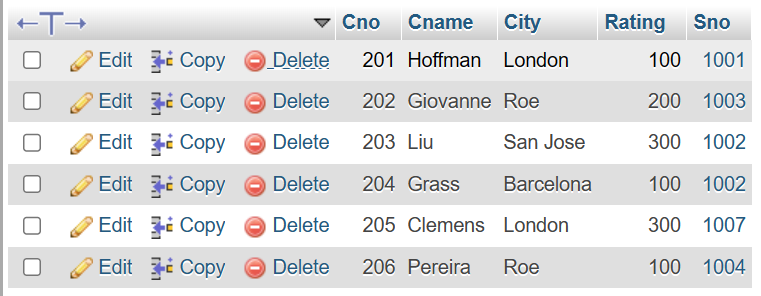 Cno Cname City Rating Sno
Edit Copy Delete 201 Hoffman London 100 1001
Edit Copy Delete 202 Giovanne Roe 200 1003
Edit Copy Delete 203 Liu San Jose 300 1002
Edit Copy Delete 204 Grass Barcelona 100 1002
Edit Copy Delete 205 Clemens London 300 1007
Edit Copy Delete 206 Pereira Roe 100 1004